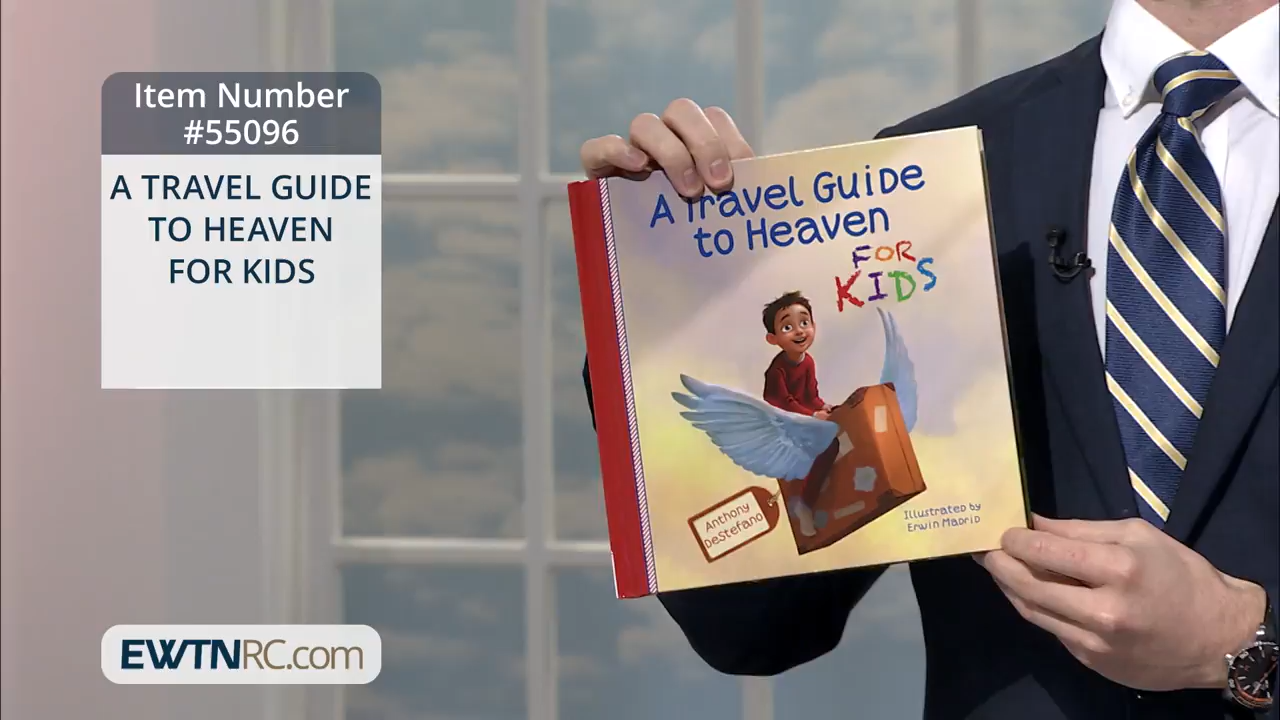 Item Number
#55096
A TRAVEL GUIDE
TO HEAVEN
FOR KIDS
EWTNRC.com
A Travel Guide
to Heaven
FOR
KIDS
Anthony
DeStefano
Illustrated by
Erwin Madrid